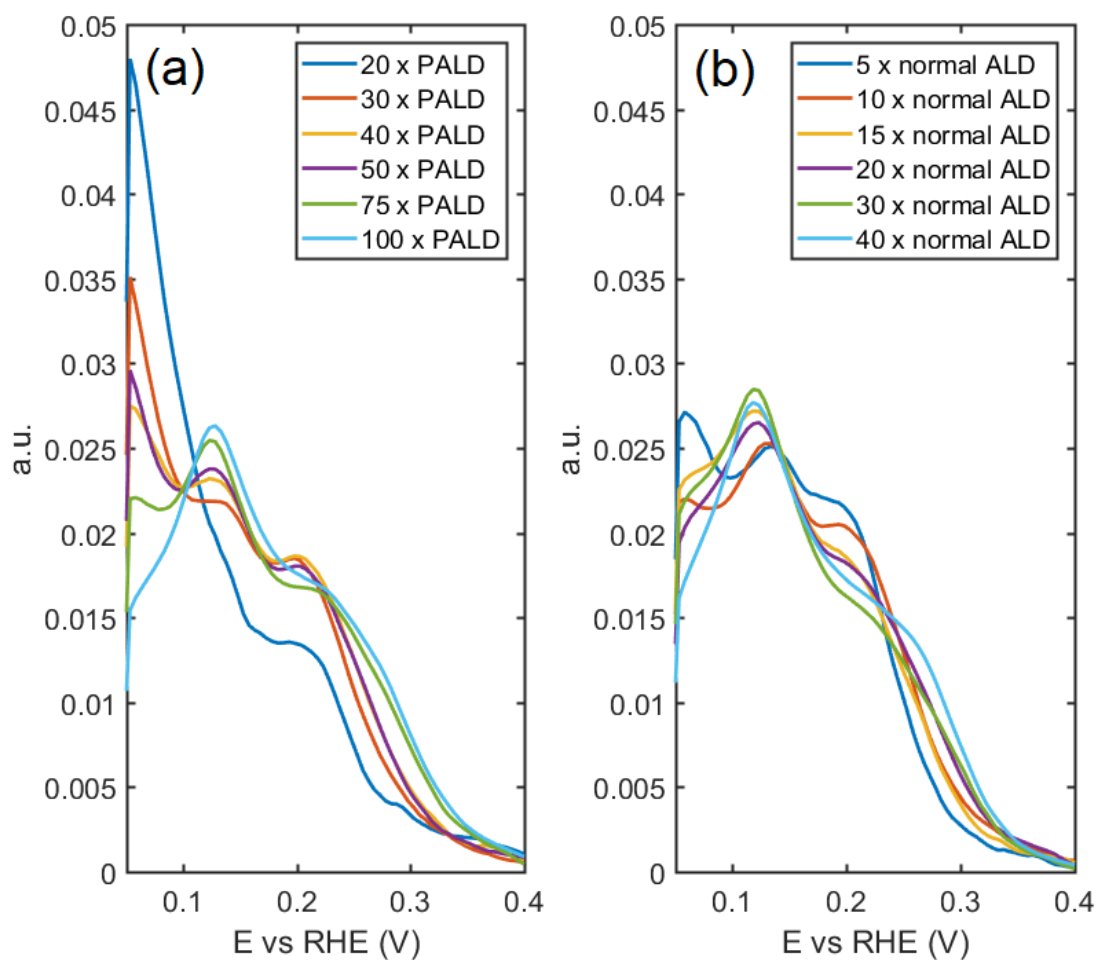 (a)
20 x PALD
30 x PALD
40 x PALD
50 x PALD
75 x PALD
100 x PALD
0.05
0.045
0.04
0.035
0.03
0.025
0.02
0.015
0.01
0.005
0
a.u.
0.1 0.2 0.3 0.4
E vs RHE (V)
(b)
5 x normal ALD
10 x normal ALD
15 x normal ALD
20 x normal ALD
30 x normal ALD
40 x normal ALD
0.05
0.045
0.04
0.035
0.03
0.025
0.02
0.015
0.01
0.005
0
a.u.
0.1 0.2 0.3 0.4
E vs RHE (V)